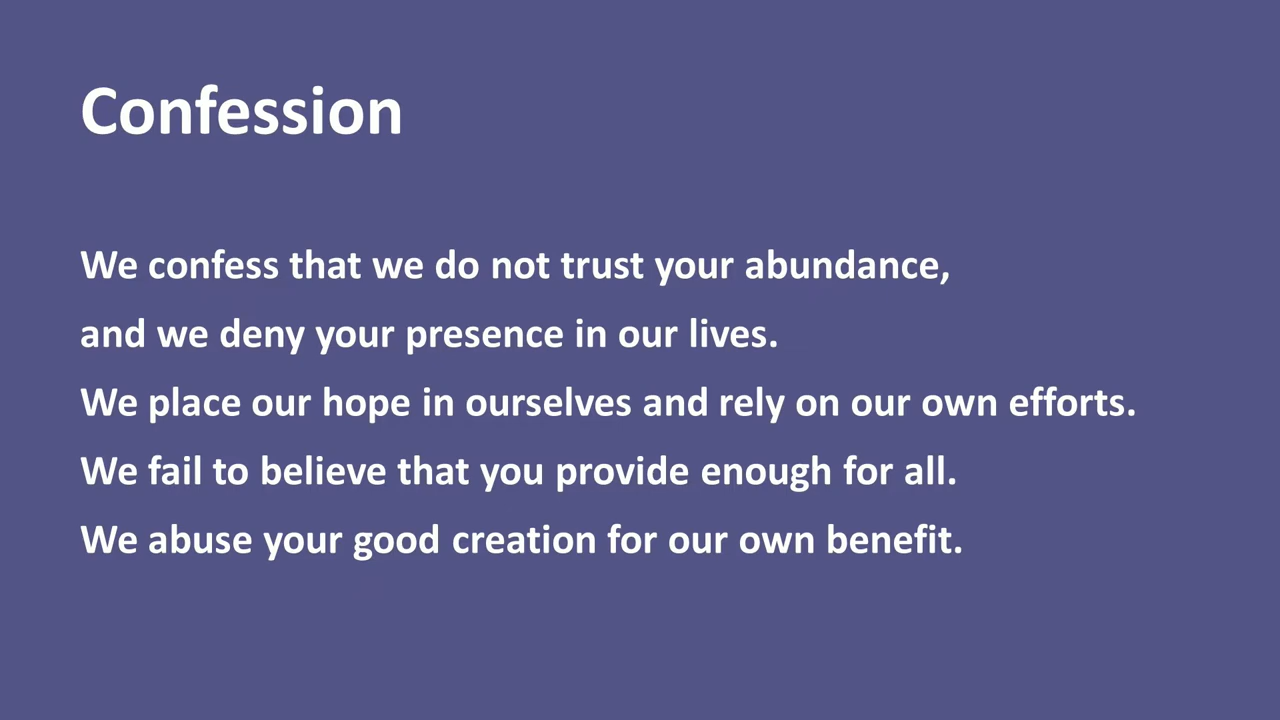 Confession
We confess that we do not trust your abundance,
and we deny your presence in our lives.
We place our hope in ourselves and rely on our own efforts.
We fail to believe that you provide enough for all.
We abuse your good creation for our own benefit.